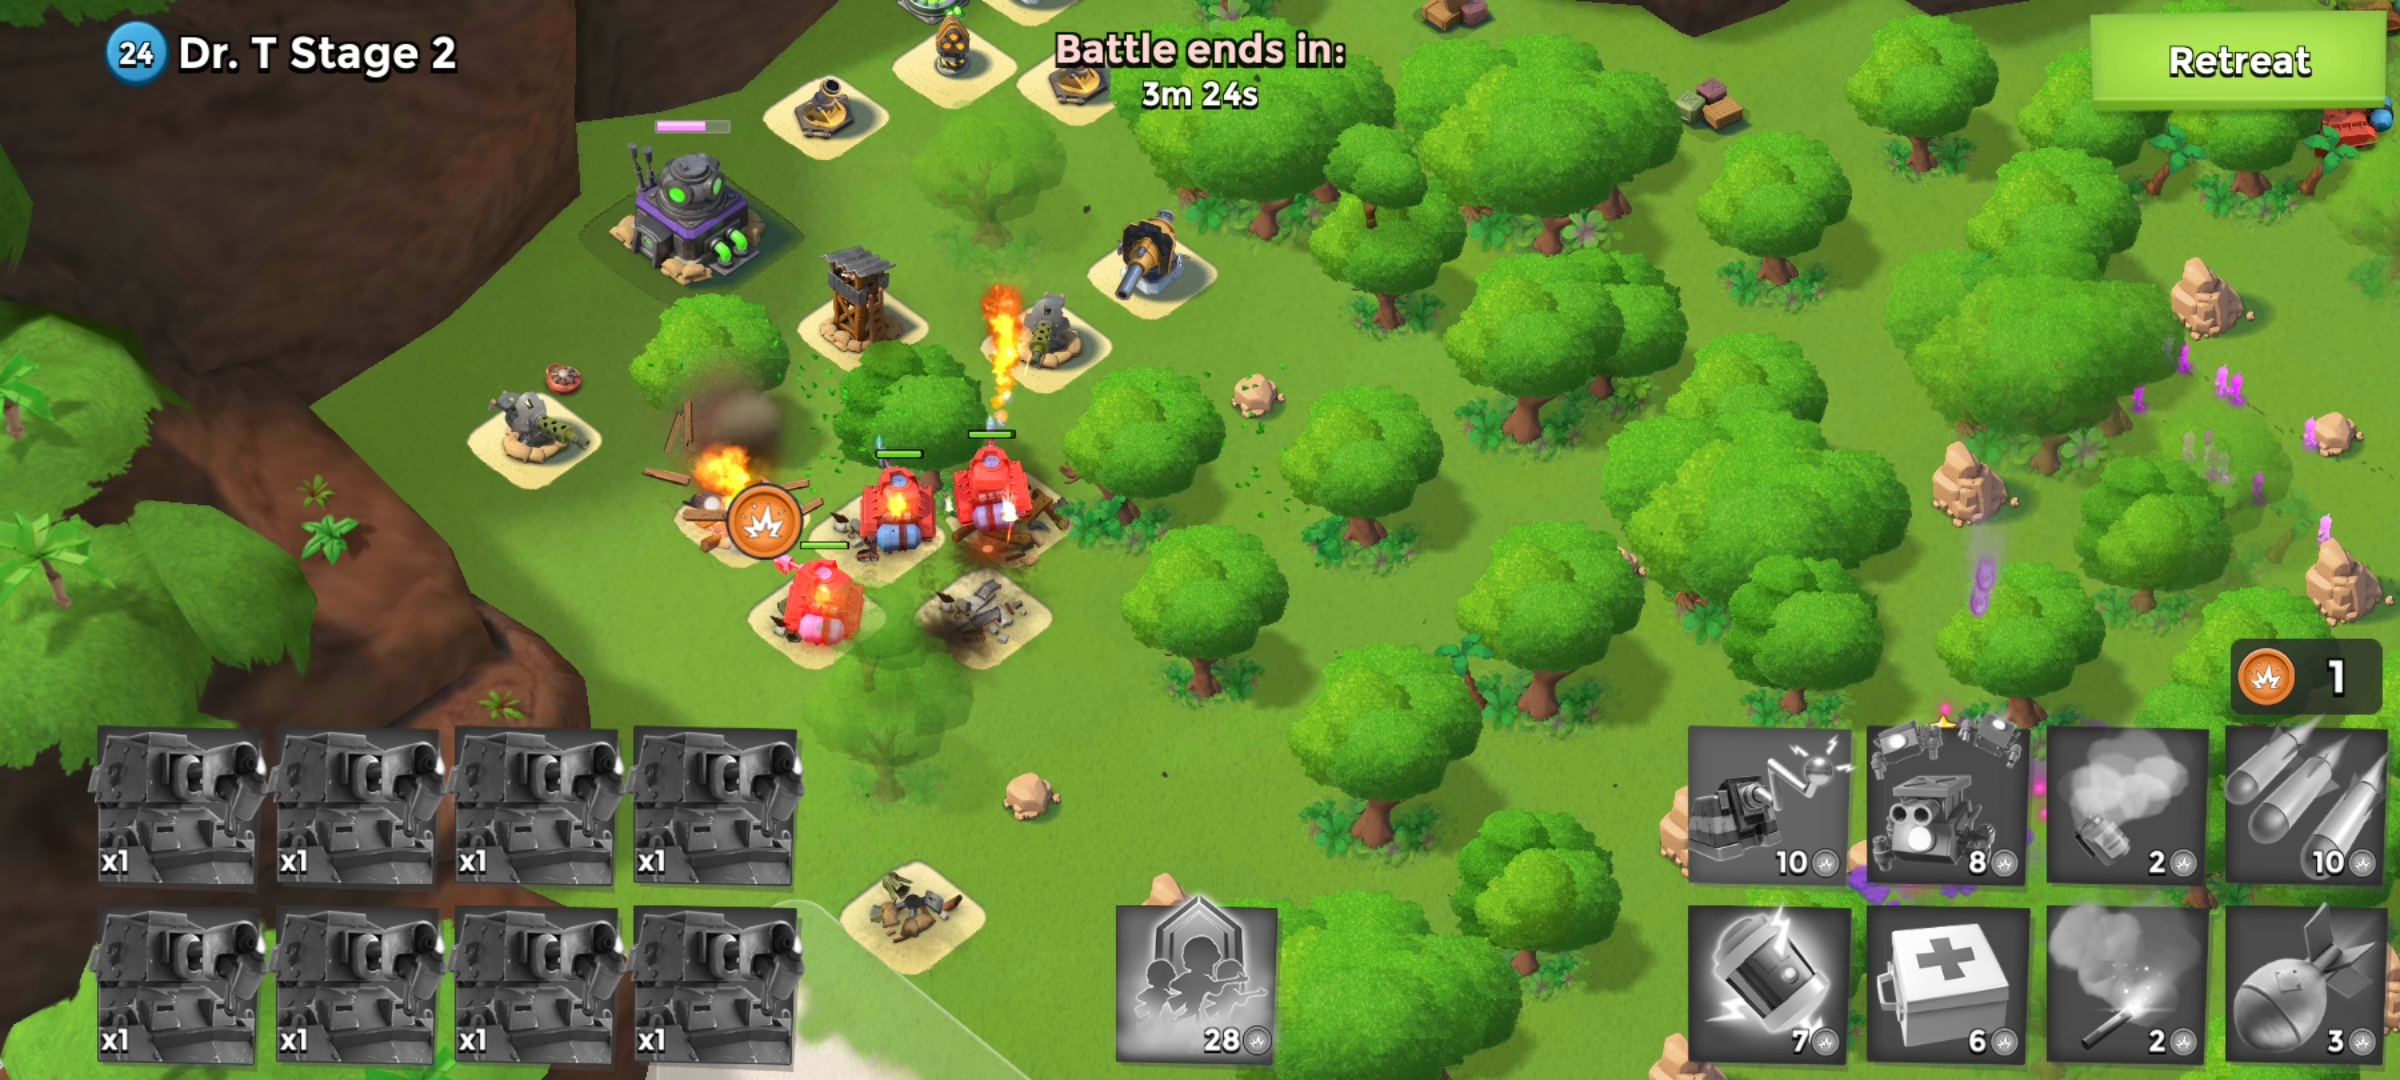 24 Dr. T Stage 2
Battle ends in:
3m 24s
Retreat
1
x1 x1 x1 x1
10 8 2 10
x1 x1 x1 x1
28
7 6 2 3